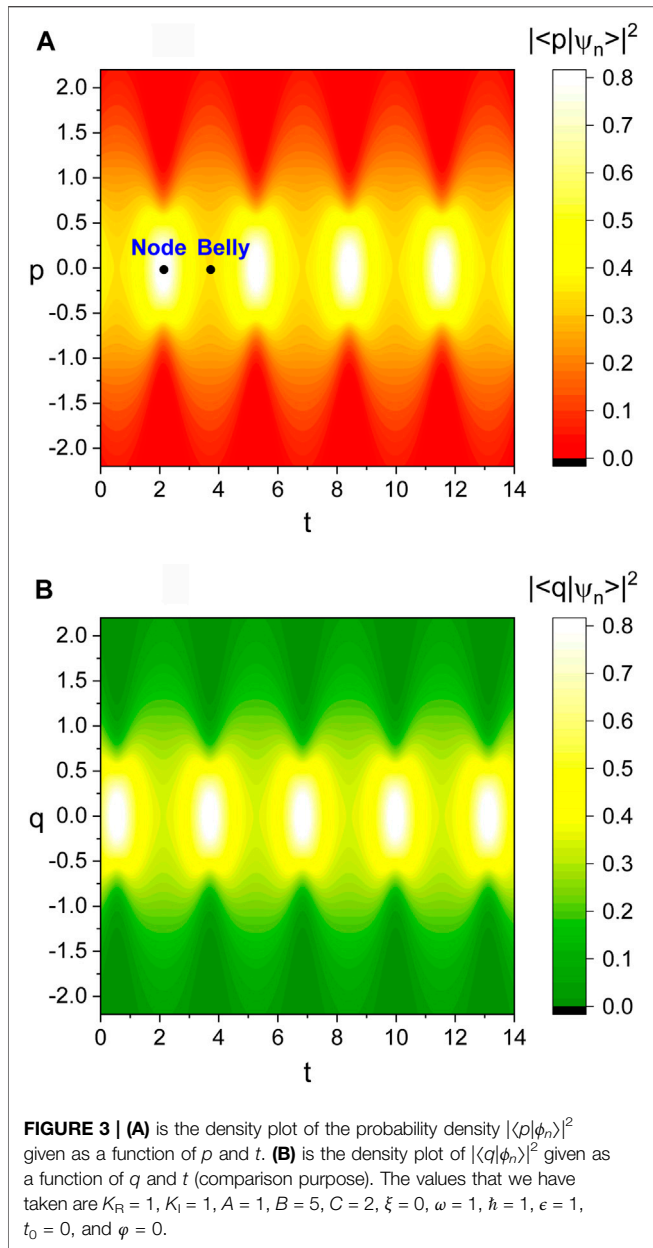 A
|<p|ψn>|²
2.0
1.5
1.0
0.5
0.0
-0.5
-1.0
-1.5
-2.0
p
Node Belly
0 2 4 6 8 10 12 14
t
0.8
0.7
0.6
0.5
0.4
0.3
0.2
0.1
0.0
B
|<q|ψn>|²
2.0
1.5
1.0
0.5
0.0
-0.5
-1.0
-1.5
-2.0
q
0 2 4 6 8 10 12 14
t
0.8
0.7
0.6
0.5
0.4
0.3
0.2
0.1
0.0
FIGURE 3 | (A) is the density plot of the probability density |⟨p|ϕn⟩|²
given as a function of p and t. (B) is the density plot of |⟨q|ϕn⟩|² given as
a function of q and t (comparison purpose). The values that we have
taken are KR = 1, KI = 1, A = 1, B = 5, C = 2, ξ = 0, ω = 1, ℏ = 1, ϵ = 1,
t0 = 0, and φ = 0.